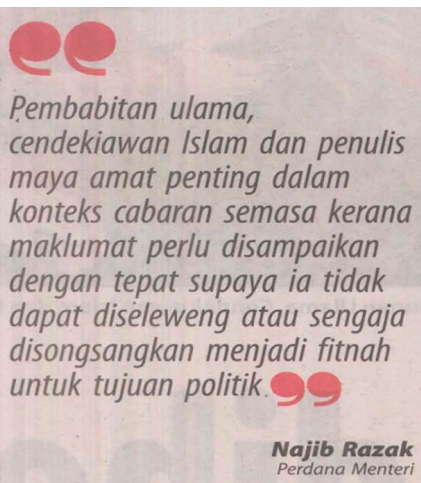 Pembabitan ulama,
cendekiawan Islam dan penulis
maya amat penting dalam
konteks cabaran semasa kerana
maklumat perlu disampaikan
dengan tepat supaya ia tidak
dapat diseleweng atau sengaja
disongsangkan menjadi fitnah
untuk tujuan politik.
Najib Razak
Perdana Menteri